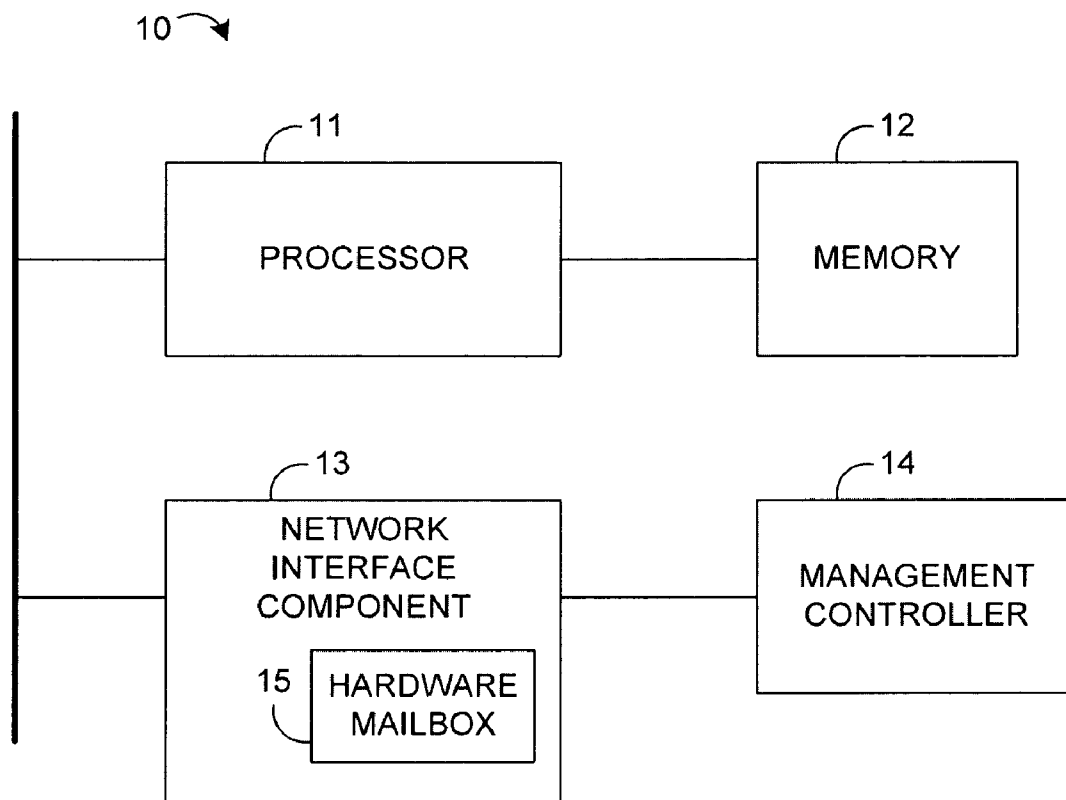 10
11
12
PROCESSOR
MEMORY
13
14
NETWORK
INTERFACE
COMPONENT
MANAGEMENT
CONTROLLER
15
HARDWARE
MAILBOX